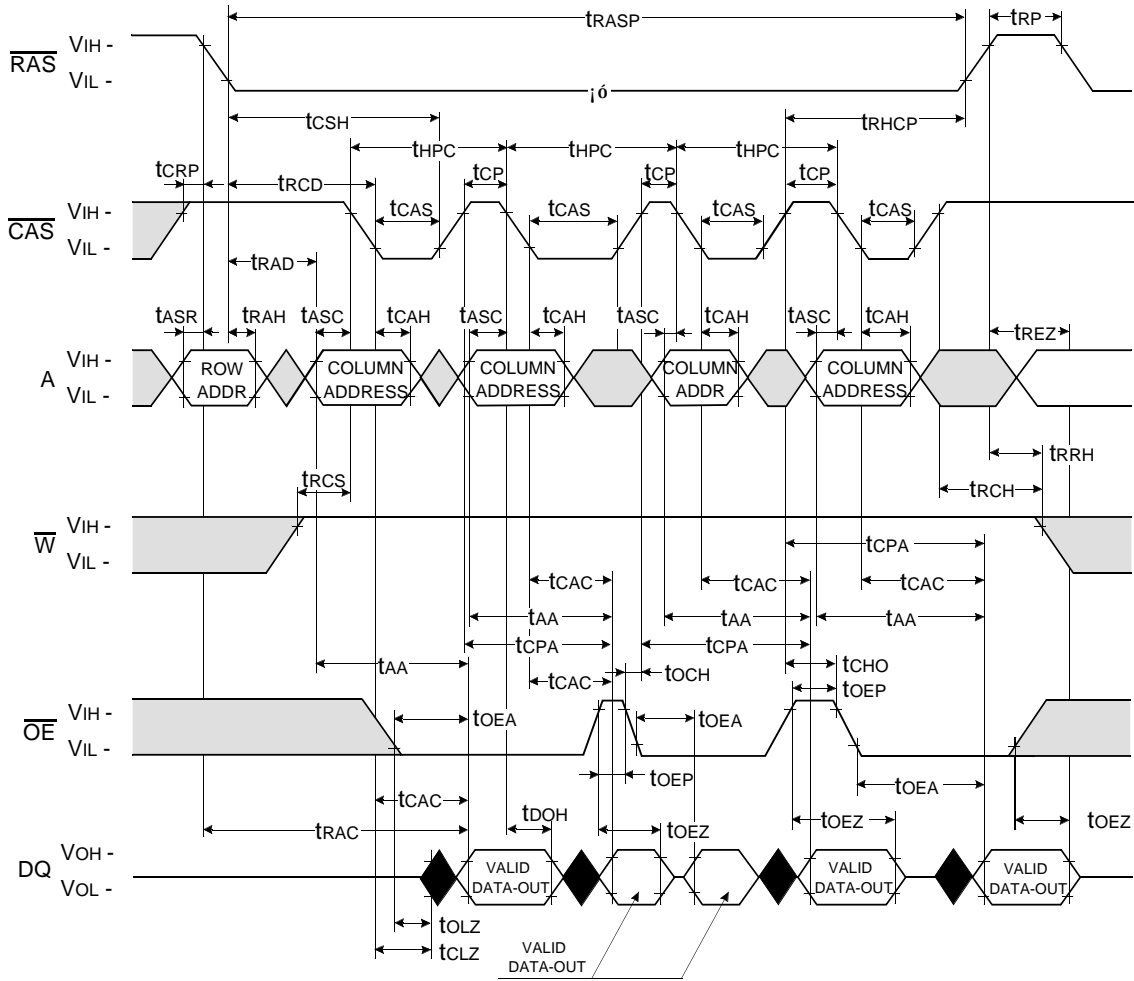 tRASP
tRP
RAS
VIH -
VIL -
¡ó
tCSH
tRHCP
tHPC
tHPC
tHPC
tCRP
tRCD
tCP
tCP
tCP
CAS
VIH -
VIL -
tCAS
tCAS
tCAS
tCAS
tRAD
tASR
tRAH
tASC
tCAH
tASC
tCAH
tASC
tCAH
tASC
tCAH
tREZ
A
VIH -
VIL -
ROW
ADDR
COLUMN
ADDRESS
COLUMN
ADDRESS
COLUMN
ADDR
COLUMN
ADDRESS
tRRH
tRCS
tRCH
W
VIH -
VIL -
tCPA
tCAC
tCAC
tCAC
tAA
tAA
tAA
tCPA
tCPA
tAA
tCAC
tOCH
tCHO
tOEP
OE
VIH -
VIL -
tOEA
tOEA
tOEP
tOEA
tCAC
tDOH
tOEZ
tOEZ
tOEZ
tRAC
DQ
VOH -
VOL -
VALID
DATA-OUT
VALID
DATA-OUT
VALID
DATA-OUT
tOLZ
tCLZ
VALID
DATA-OUT